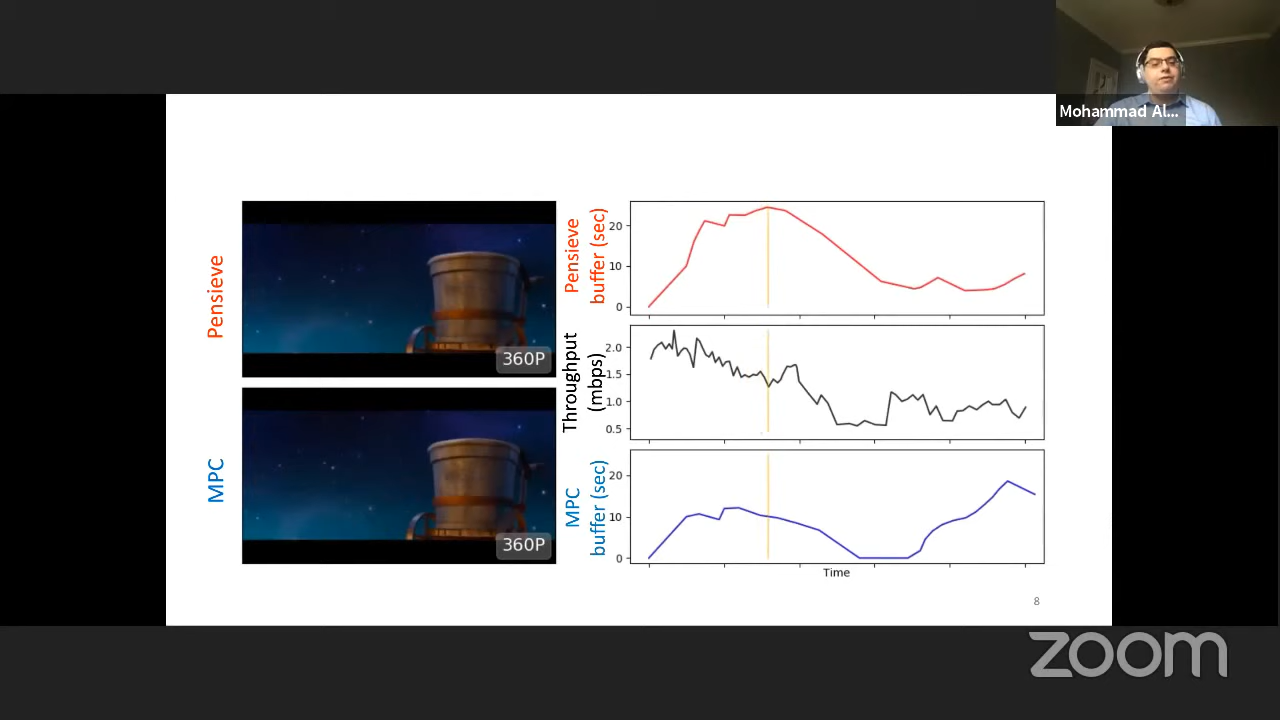 Mohammad Al...
Pensieve
360P
MPC
360P
Pensieve
buffer (sec)
20
10
0
Throughput
(mbps)
2.0
1.5
1.0
0.5
MPC
buffer (sec)
20
10
0
Time
8
zoom